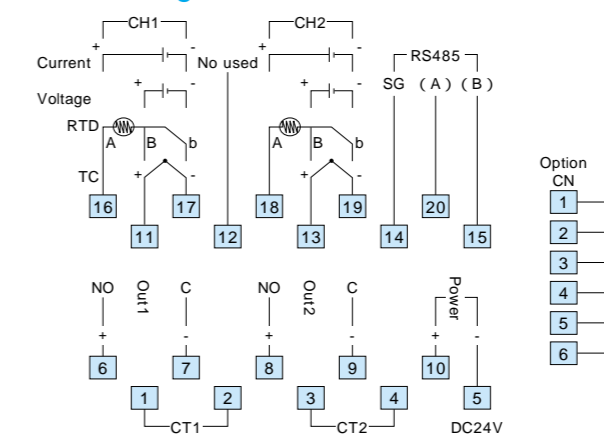 CH1 CH2
+ - + -
Current No used RS485
+ - + - SG (A) (B)
Voltage
RTD A B b A B b
Option
CN
TC + - + -
16 17 18 19 20 1
11 12 13 14 15 2
3
NO Out1 C NO Out2 C Power 4
5
+ - + - + -
6 7 8 9 10 6
1 2 3 4 5
CT1 CT2 DC24V